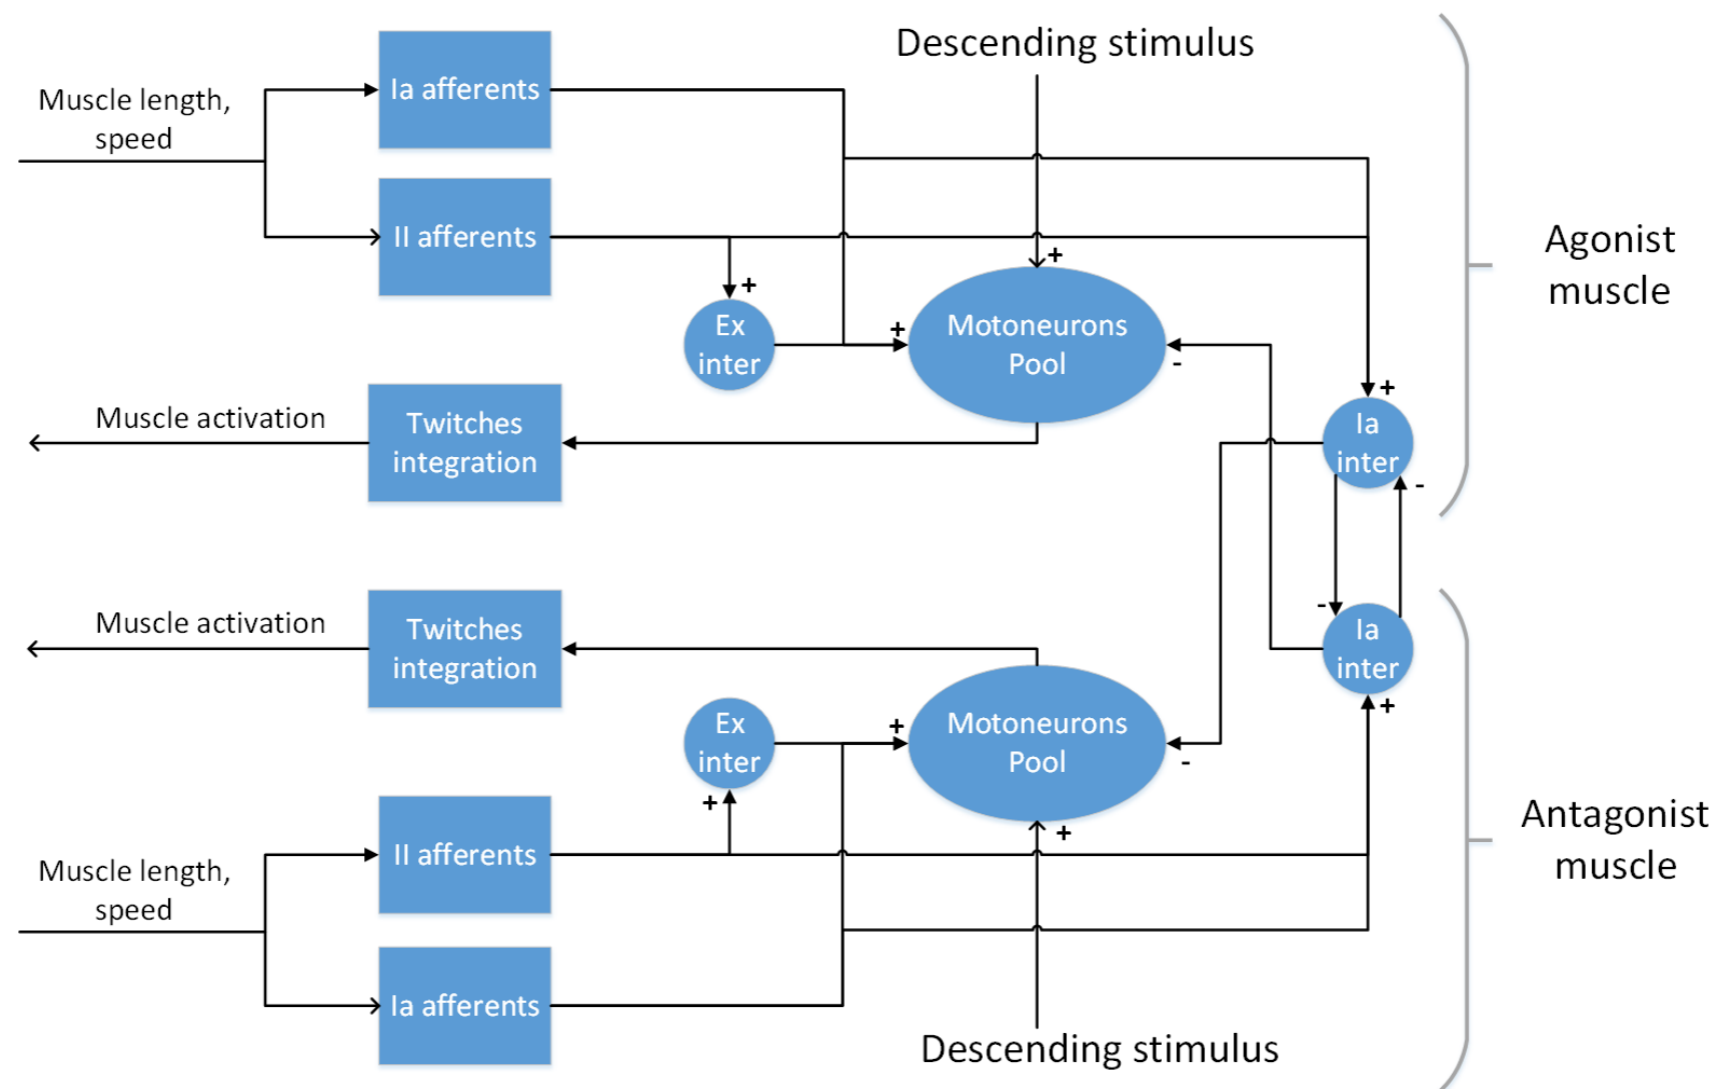 Descending stimulus
Ia afferents
Muscle length,
speed
II afferents
+
+
Agonist
muscle
Ex
inter
+
Motoneurons
Pool
-
+
Muscle activation
Twitches
integration
Ia
inter
-
-
Muscle activation
Twitches
integration
Ia
inter
+
Ex
inter
+
Motoneurons
Pool
-
+
+
Antagonist
muscle
II afferents
Muscle length,
speed
Ia afferents
Descending stimulus